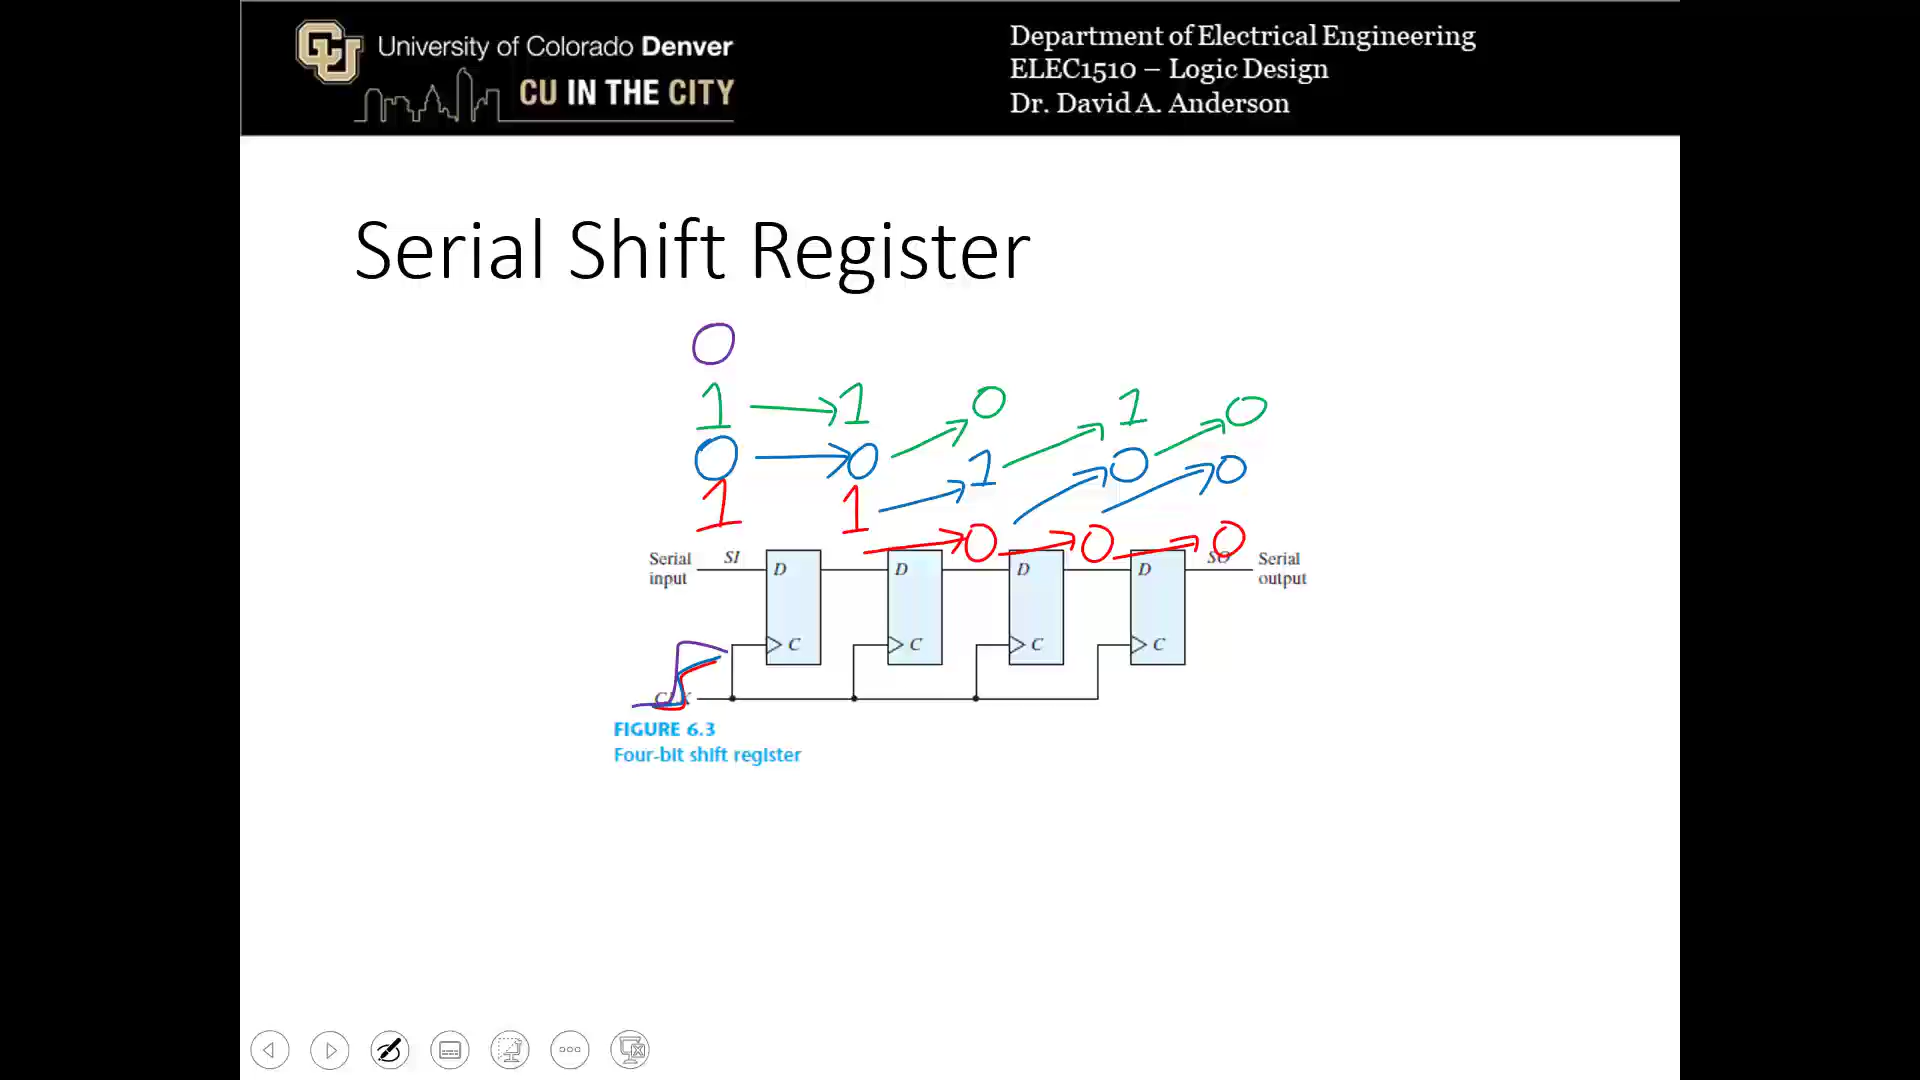 University of Colorado Denver
CU IN THE CITY
Department of Electrical Engineering
ELEC1510 – Logic Design
Dr. David A. Anderson
Serial Shift Register
0
1 1 0 1 0
0 0 1 0 0
1 1 0 0 0
Serial input SI D D D D SO Serial output
C C C C
CLK
FIGURE 6.3
Four-bit shift register